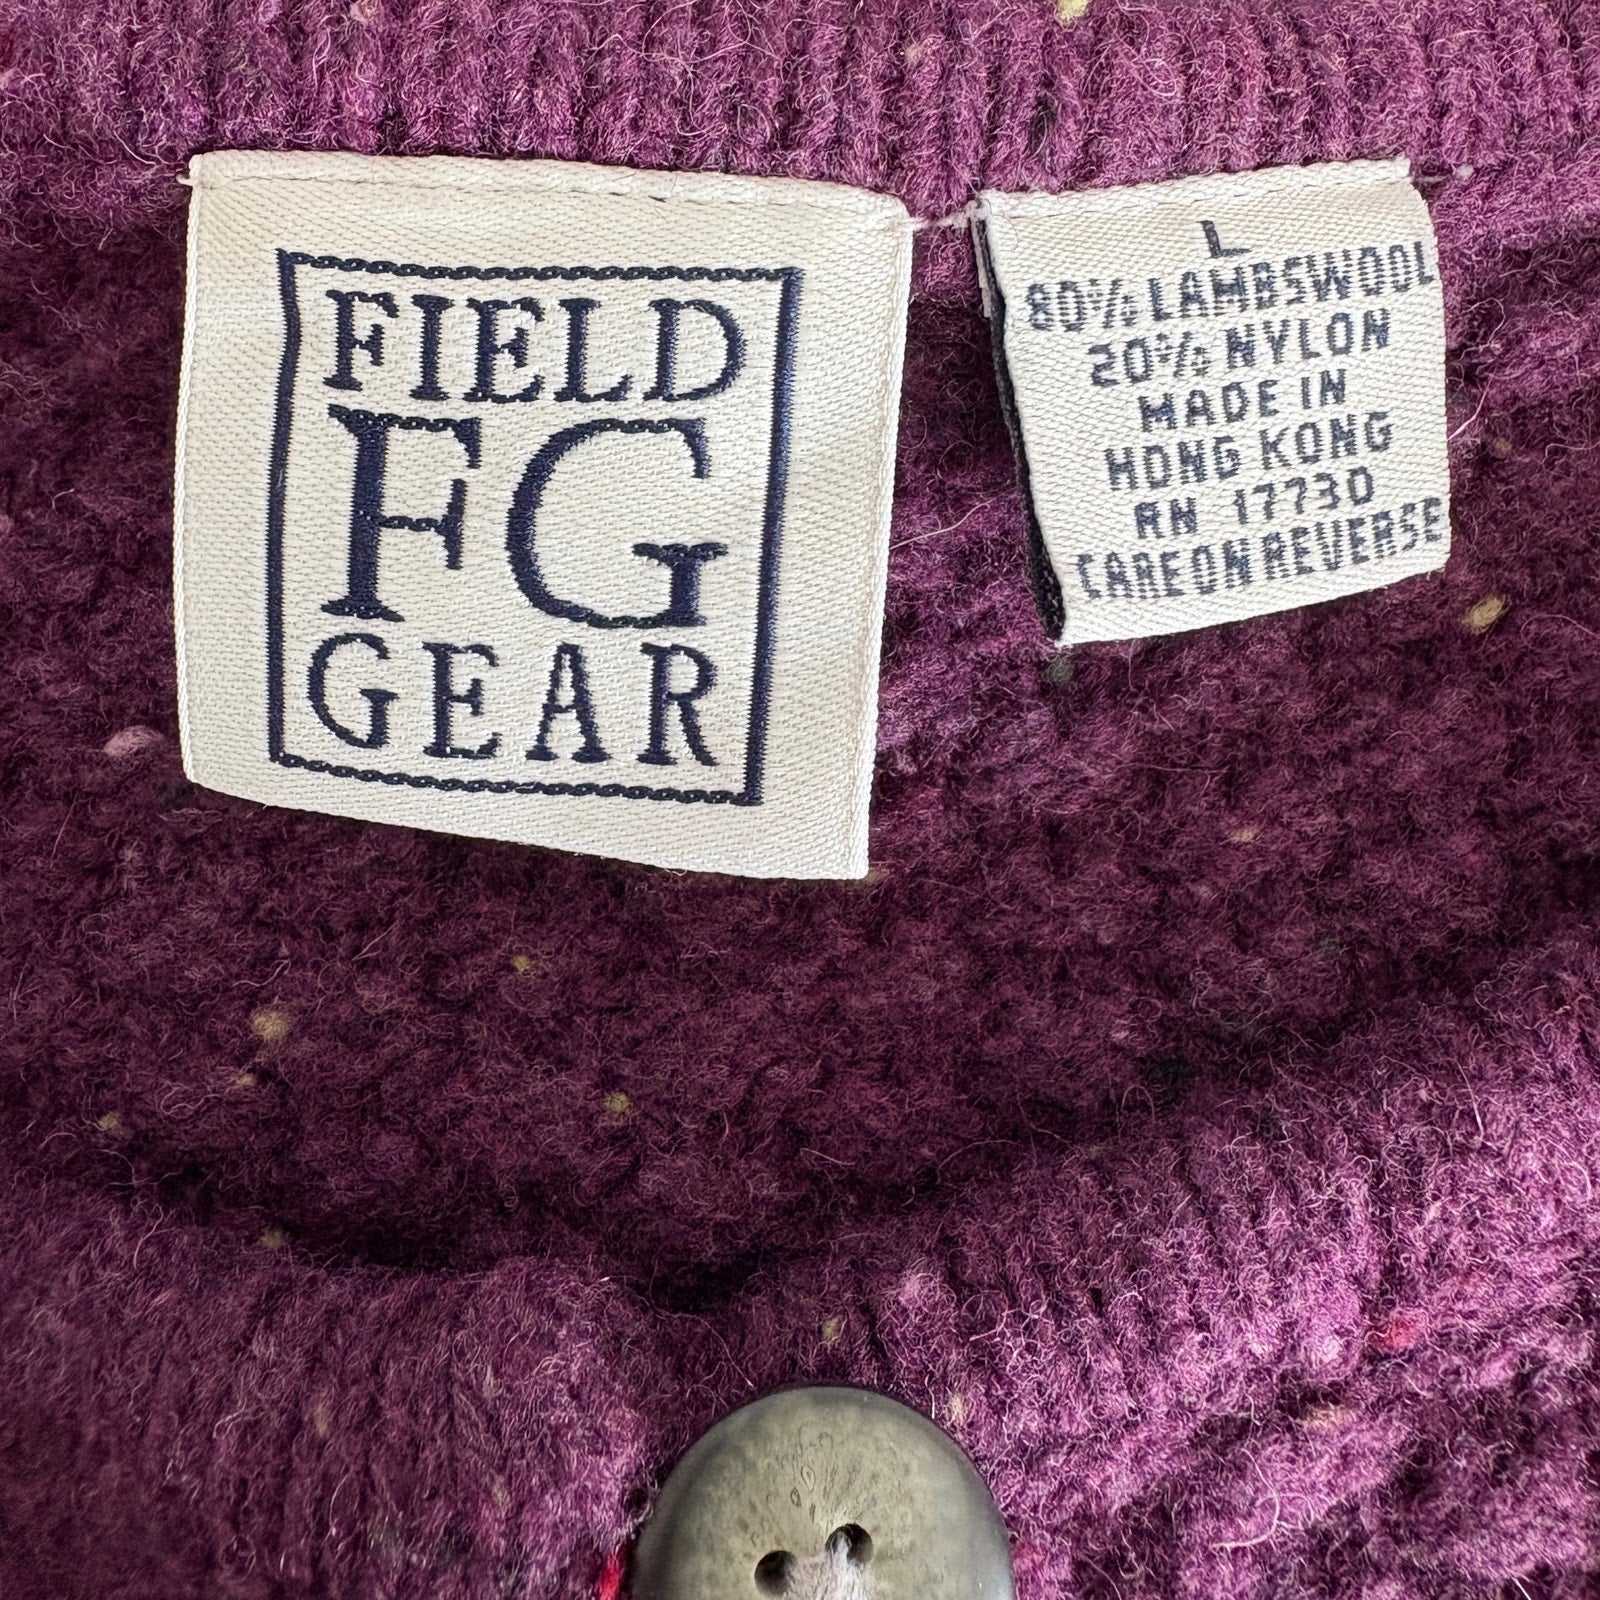 FIELD
FG
GEAR
L
80% LAMBSWOOL
20% NYLON
MADE IN
HONG KONG
RN 17730
CARE ON REVERSE